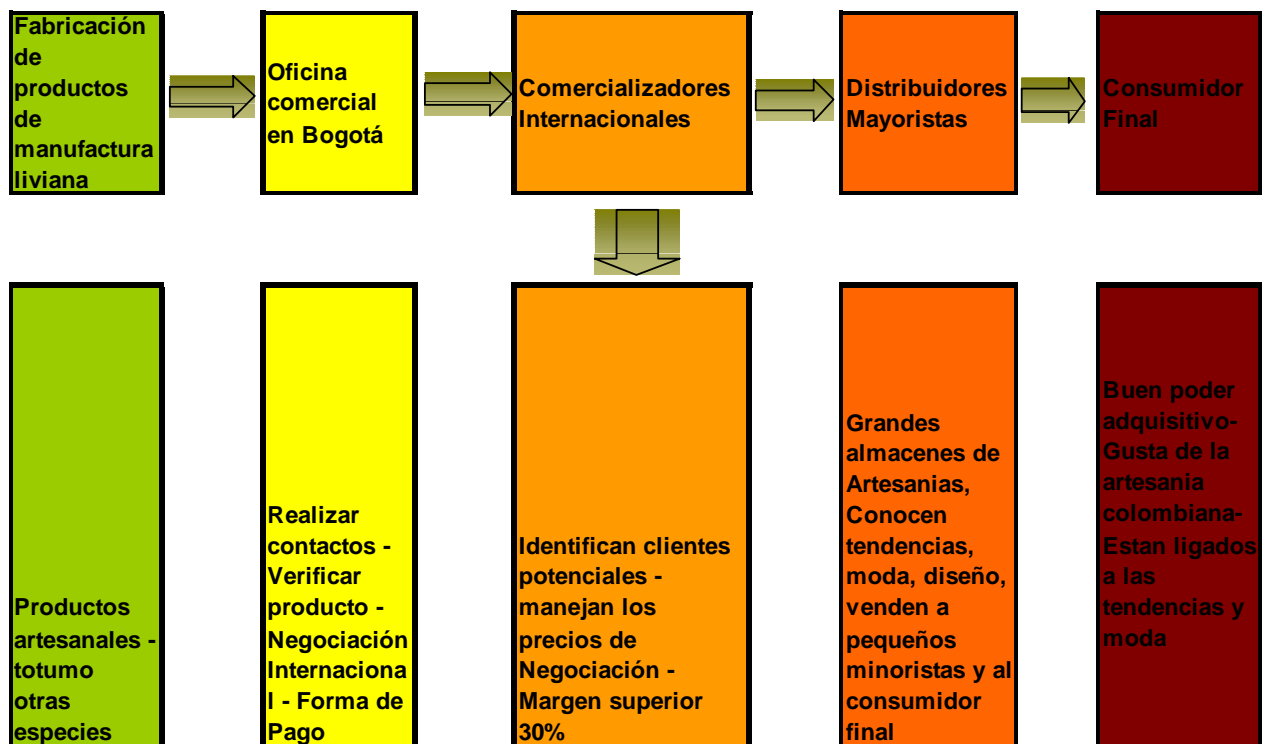 Fabricación
de
productos
de
manufactura
liviana
Oficina
comercial
en Bogotá
Comercializadores
Internacionales
Distribuidores
Mayoristas
Consumidor
Final
Productos
artesanales -
totumo
otras
especies
Realizar
contactos -
Verificar
producto -
Negociación
Internaciona
l - Forma de
Pago
Identifican clientes
potenciales -
manejan los
precios de
Negociación -
Margen superior
30%
Grandes
almacenes de
Artesanias,
Conocen
tendencias,
moda, diseño,
venden a
pequeños
minoristas y al
consumidor
final
Buen poder
adquisitivo-
Gusta de la
artesania
colombiana-
Estan ligados
a las
tendencias y
moda